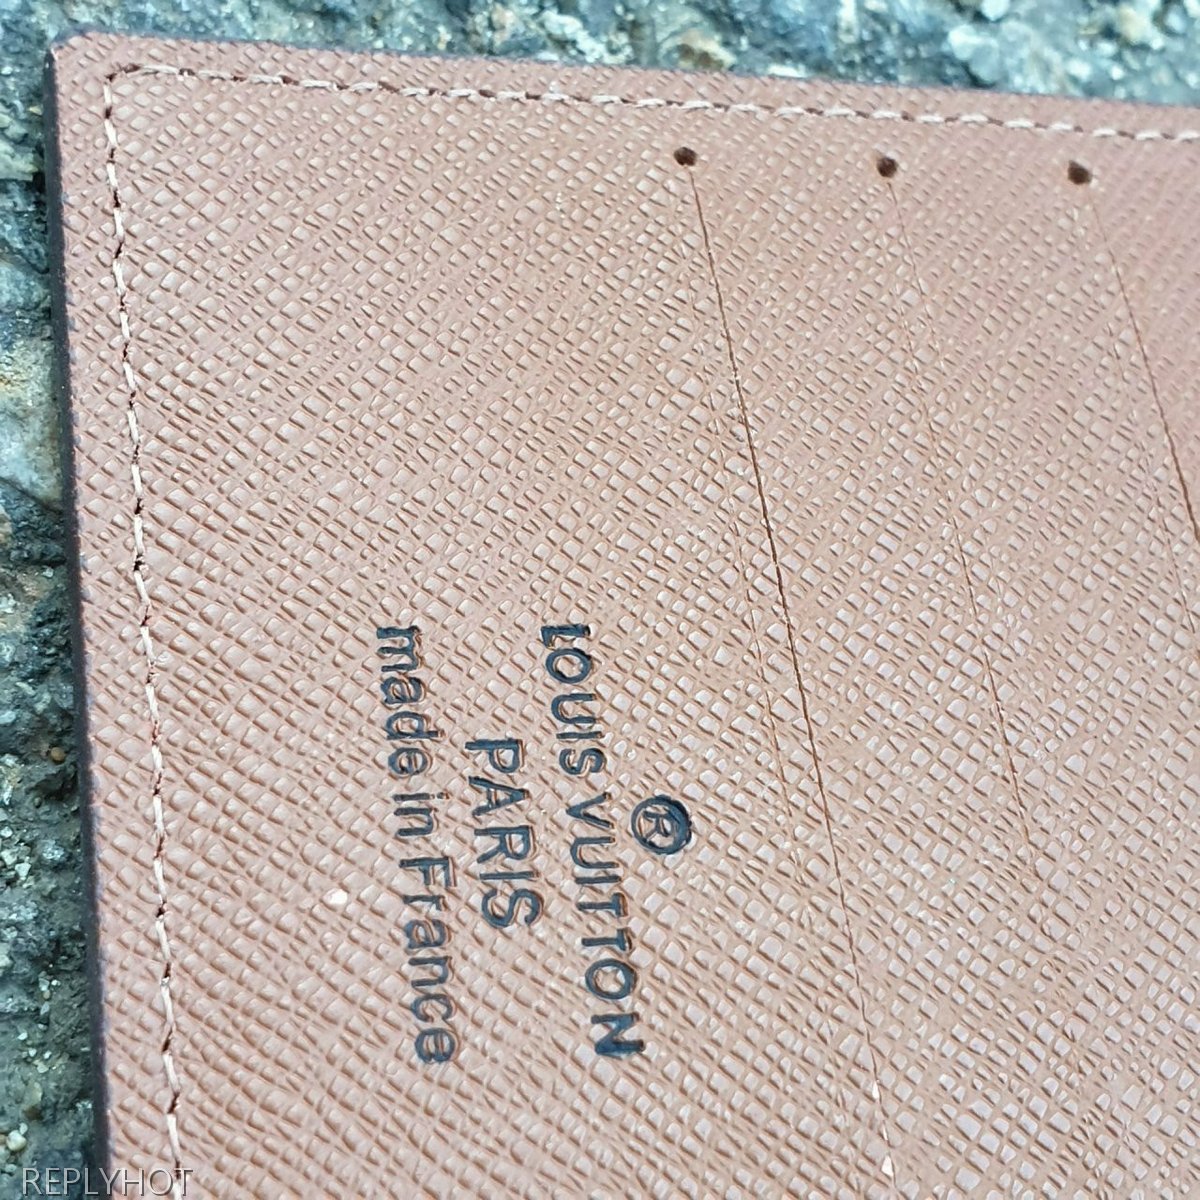 ®
LOUIS VUITTON
PARIS
made in France
REPLYHOT